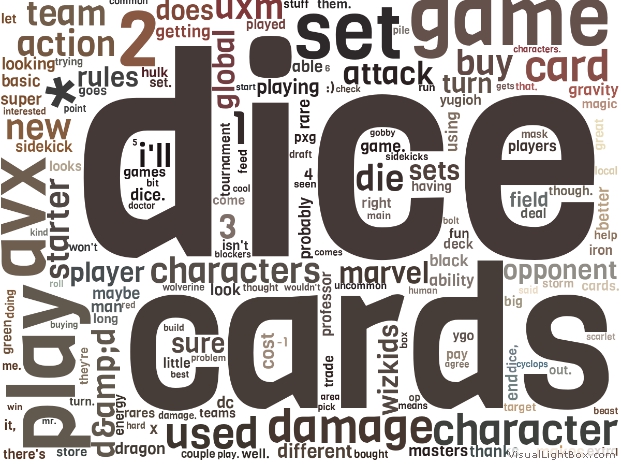 common
stuff them.
let
team
does
uxm
set
game
played
pile
getting
2
action
looking
trying
basic
rules
hulk
set.
goes
*
super
point
interested
new
sidekick
global
able
6
start
playing
:)
check
attack
run
buy
turn
characters.
card
gets
that.
gravity
yugioh
magic
dice
5
i'll
games
bit
dice.
doctor
tournament
1
feed
cool
come
3
isn't
blockers
rare
pxg
draft
4
seen
probably
comes
gobby
game.
sidekicks
die
sets
having
right
main
using
bolt
fun
deck
mask
players
field
deal
though.
great
local
better
help
iron
avx
looks
kind
starter
roll
won't
player
characters
wolverine
look
thought
wouldn't
uncommon
marvel
human
black
ability
opponent
said
storm
cards.
big
maybe
man
red
long
green
doing
me.
play
buying
they're
d&amp;d
energy
turn.
cards
build
sure
little
problem
best
cost
-1
professor
trade
area
pick
wizkids
box
op
means
ygo
pay
agree
end
dice,
cyclops
out.
target
scarlet
beast
win
it,
mr.
there's
store
rares
damage.
teams
dc
hard
x
dragon
used
couple
play.
well.
damage
different
bought
character
masters
thank
extra
VisualLightBox.com